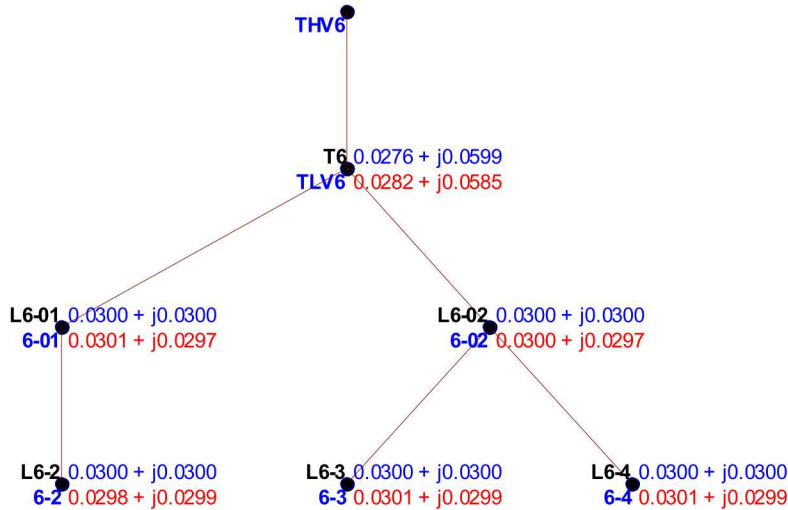 THV6
T6 0.0276 + j0.0599
TLV6 0.0282 + j0.0585
L6-01 0.0300 + j0.0300
6-01 0.0301 + j0.0297
L6-02 0.0300 + j0.0300
6-02 0.0300 + j0.0297
L6-2 0.0300 + j0.0300
6-2 0.0298 + j0.0299
L6-3 0.0300 + j0.0300
6-3 0.0301 + j0.0299
L6-4 0.0300 + j0.0300
6-4 0.0301 + j0.0299